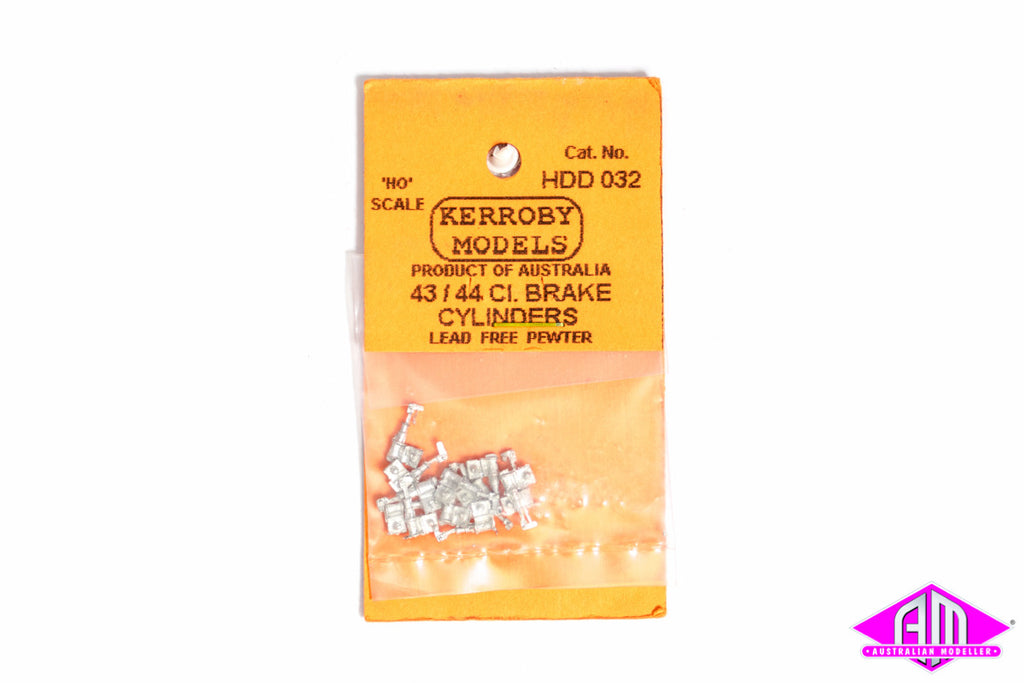 Cat. No.
'HO' HDD 032
SCALE
KERROBY
MODELS
PRODUCT OF AUSTRALIA
43 / 44 Cl. BRAKE
CYLINDERS
LEAD FREE PEWTER
AM
®
· AUSTRALIAN MODELLER ·